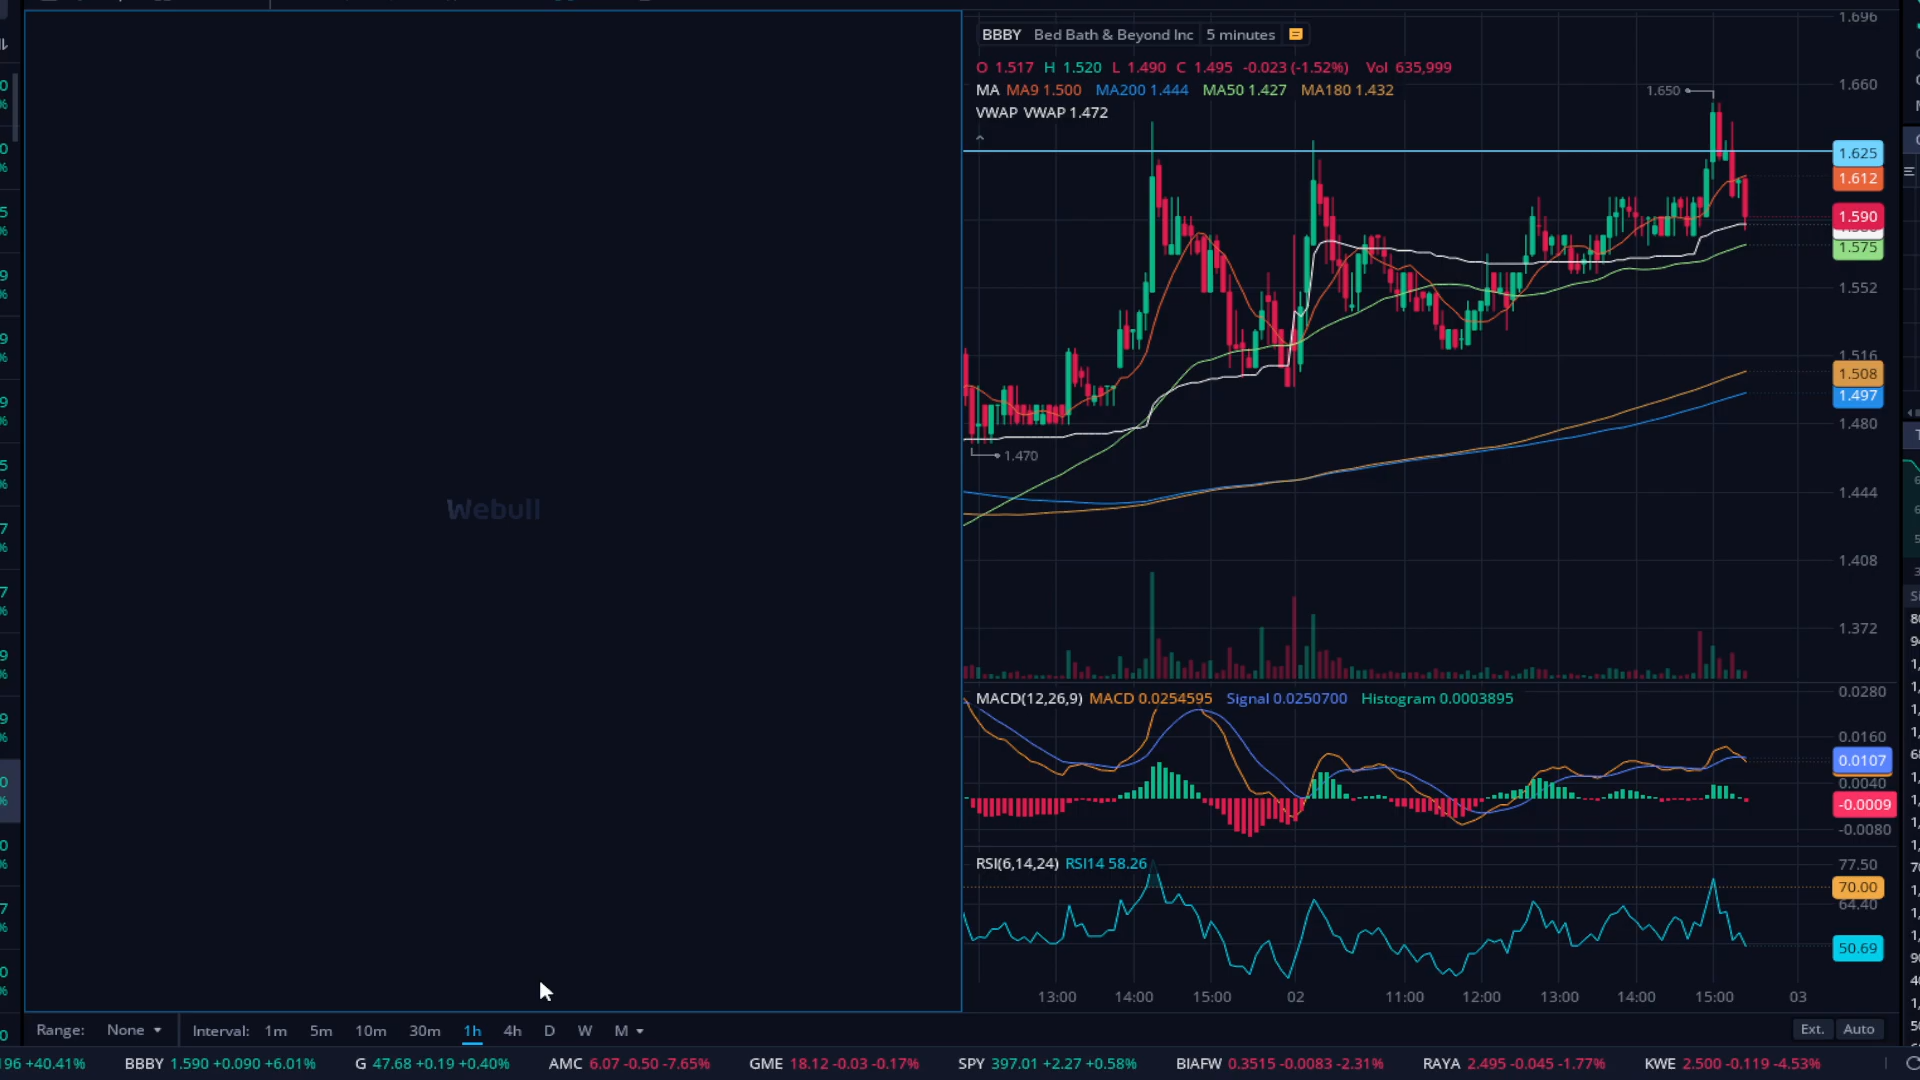 BBBY Bed Bath & Beyond Inc 5 minutes
O 1.517 H 1.520 L 1.490 C 1.495 -0.023 (-1.52%) Vol 635,999
MA MA9 1.500 MA200 1.444 MA50 1.427 MA180 1.432
VWAP VWAP 1.472
1.696
1.660
1.650
1.625
1.612
1.590
1.575
1.552
1.516
1.508
1.497
1.480
1.470
1.444
1.408
1.372
Webull
MACD(12,26,9) MACD 0.0254595 Signal 0.0250700 Histogram 0.0003895
0.0280
0.0160
0.0107
0.0040
-0.0009
-0.0080
RSI(6,14,24) RSI14 58.26
77.50
70.00
64.40
50.69
13:00 14:00 15:00 02 11:00 12:00 13:00 14:00 15:00 03
Range: None Interval: 1m 5m 10m 30m 1h 4h D W M Ext. Auto
196 +40.41% BBBY 1.590 +0.090 +6.01% G 47.68 +0.19 +0.40% AMC 6.07 -0.50 -7.65% GME 18.12 -0.03 -0.17% SPY 397.01 +2.27 +0.58% BIAFW 0.3515 -0.0083 -2.31% RAYA 2.495 -0.045 -1.77% KWE 2.500 -0.119 -4.53%